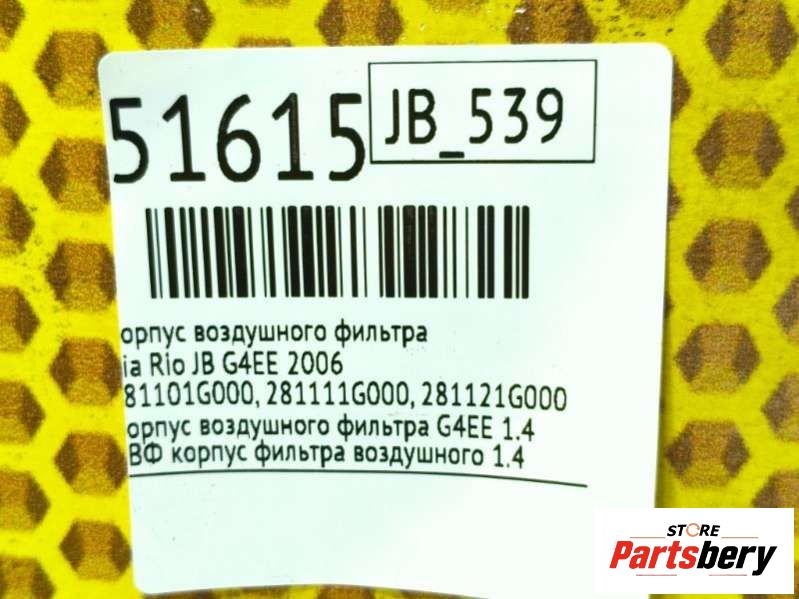 51615 JB_539
орпус воздушного фильтра
ia Rio JB G4EE 2006
81101G000, 281111G000, 281121G000
орпус воздушного фильтра G4EE 1.4
ВФ корпус фильтра воздушного 1.4
STORE
Partsbery